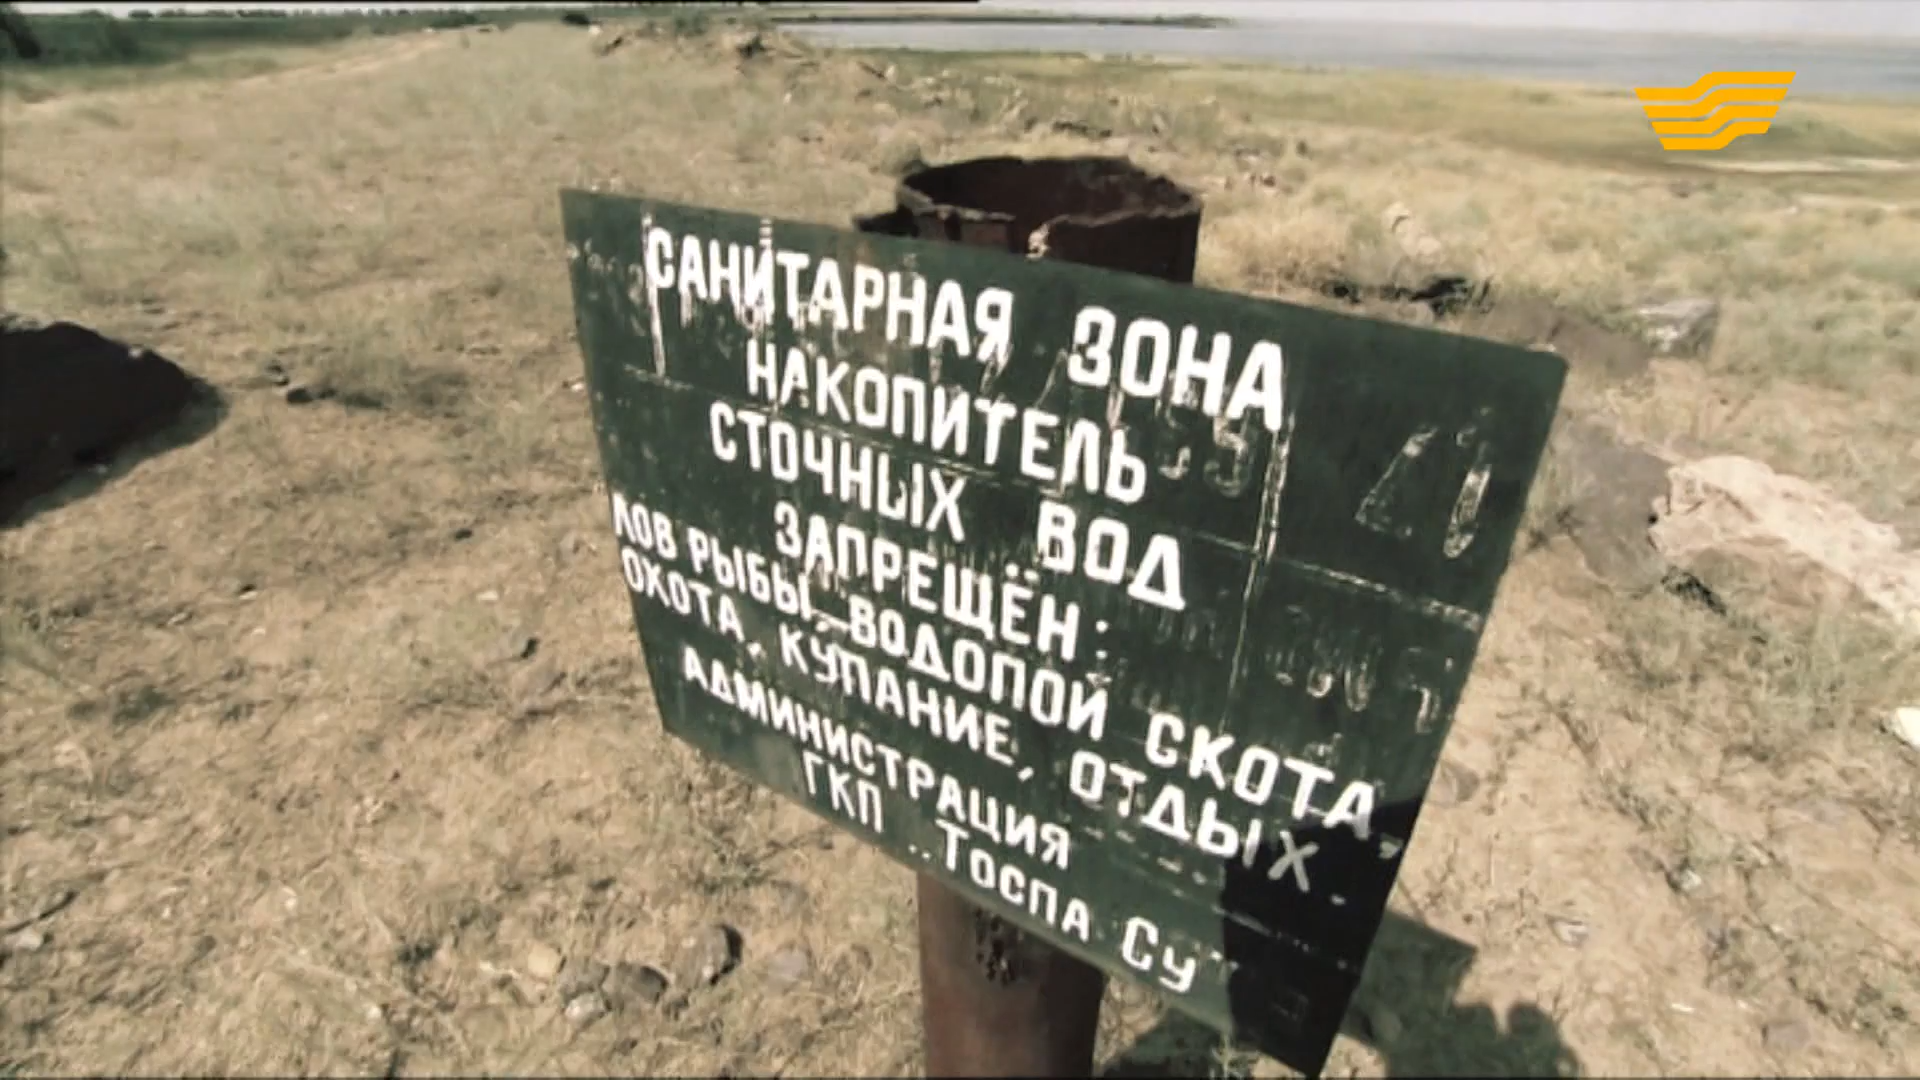 САНИТАРНАЯ ЗОНА
НАКОПИТЕЛЬ
СТОЧНЫХ ВОД
ЗАПРЕЩЁН:
ЛОВ РЫБЫ, ВОДОПОЙ СКОТА,
ОХОТА, КУПАНИЕ, ОТДЫХ.
АДМИНИСТРАЦИЯ
ГКП „ТОСПА СУ"